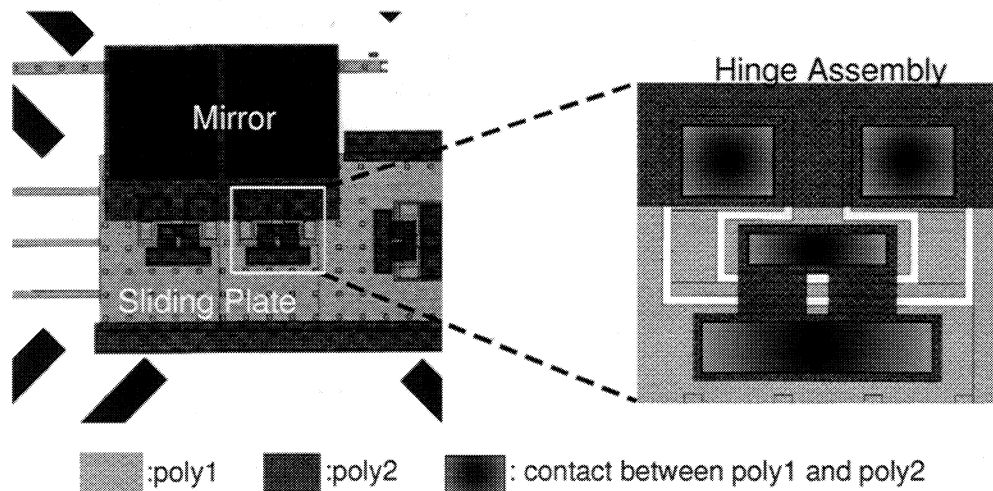 Hinge Assembly
Mirror
Sliding Plate
:poly1 :poly2 : contact between poly1 and poly2